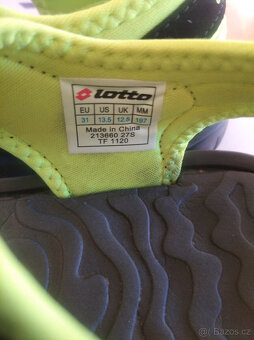 lotto
EU US UK MM
31 13.5 12.5 197
Made in China
213660 27S
TF 1120
Sbazar.cz